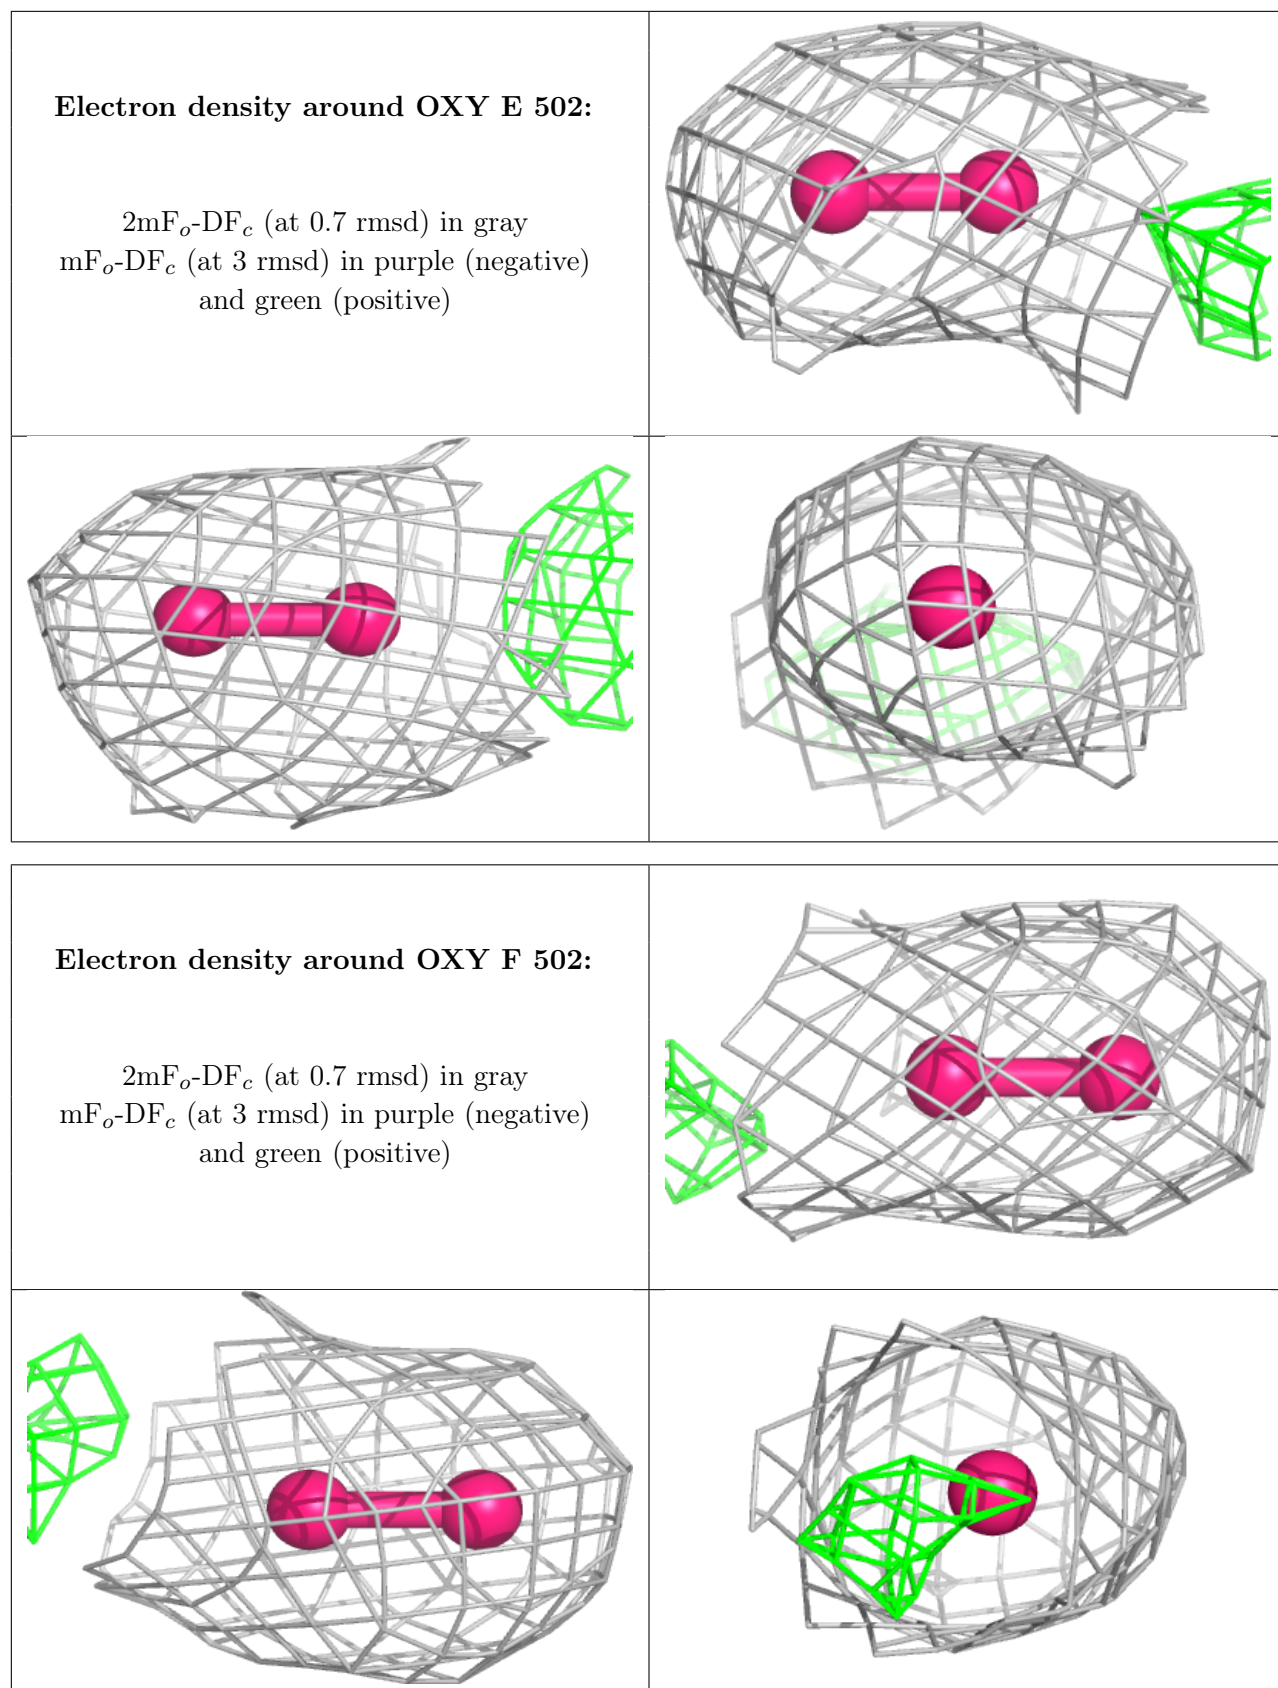 Electron density around OXY E 502:
2mFₒ-DF𝒸 (at 0.7 rmsd) in gray
mFₒ-DF𝒸 (at 3 rmsd) in purple (negative)
and green (positive)
Electron density around OXY F 502:
2mFₒ-DF𝒸 (at 0.7 rmsd) in gray
mFₒ-DF𝒸 (at 3 rmsd) in purple (negative)
and green (positive)